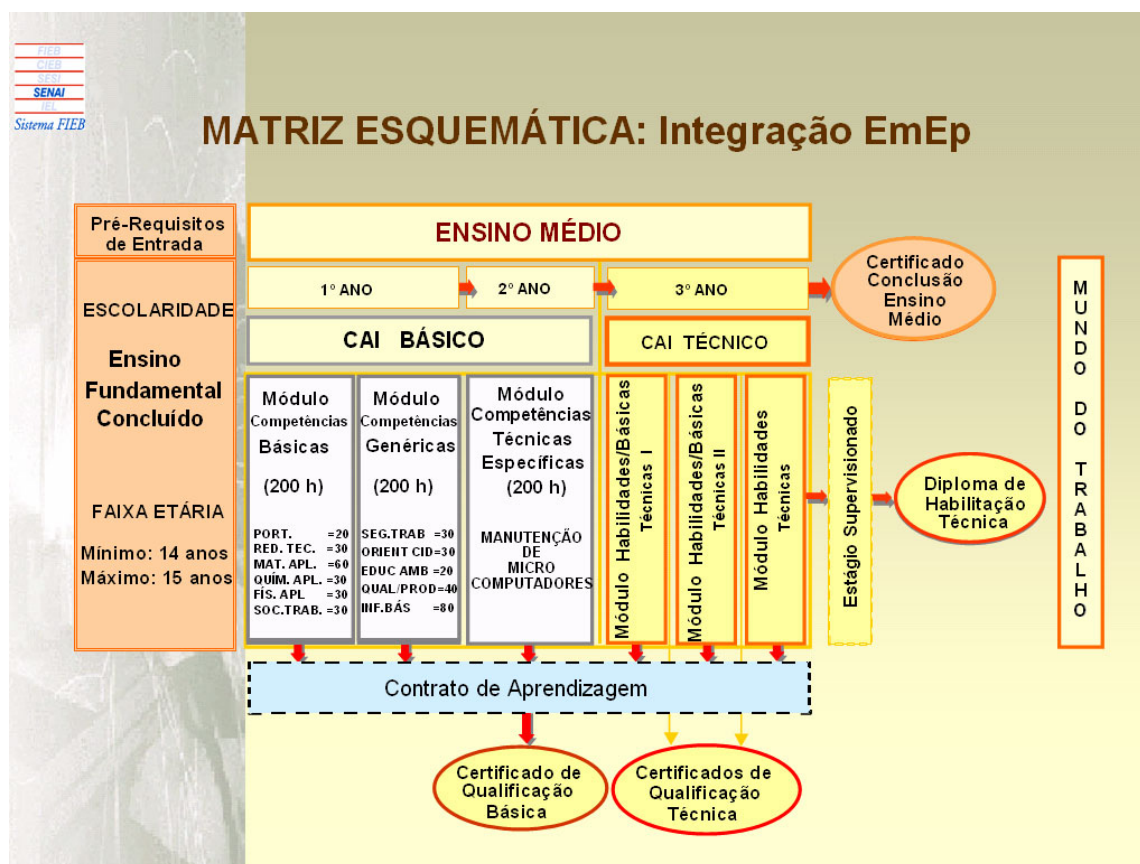 FIEB
CIEB
SESI
SENAI
IEL
Sistema FIEB
MATRIZ ESQUEMÁTICA: Integração EmEp
Pré-Requisitos
de Entrada
ESCOLARIDADE
Ensino
Fundamental
Concluído
FAIXA ETÁRIA
Mínimo: 14 anos
Máximo: 15 anos
ENSINO MÉDIO
1º ANO
2º ANO
3º ANO
Certificado
Conclusão
Ensino
Médio
CAI BÁSICO
CAI TÉCNICO
Módulo
Competências
Básicas
(200 h)
PORT. =20
RED. TEC. =30
MAT. APL. =60
QUÍM. APL. =30
FÍS. APL =30
SOC.TRAB. =30
Módulo
Competências
Genéricas
(200 h)
SEG.TRAB =30
ORIENT CID=30
EDUC AMB =20
QUAL/PROD=40
INF.BÁS =80
Módulo
Competências
Técnicas
Específicas
(200 h)
MANUTENÇÃO
DE
MICRO
COMPUTADORES
Módulo Habilidades/Básicas
Técnicas I
Módulo Habilidades/Básicas
Técnicas II
Módulo Habilidades
Técnicas
Estágio Supervisionado
Diploma de
Habilitação
Técnica
MUNDO DO TRABALHO
Contrato de Aprendizagem
Certificado de
Qualificação
Básica
Certificados de
Qualificação
Técnica